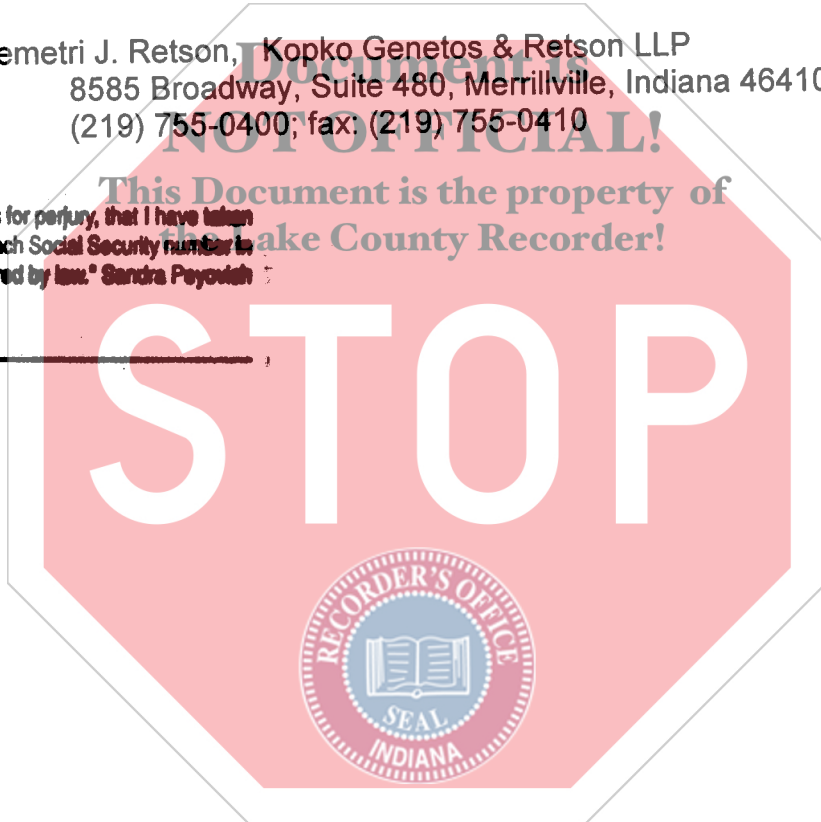 emetri J. Retson, Kopko Genetos & Retson LLP
Document is
8585 Broadway, Suite 480, Merrillville, Indiana 46410
(219) 755-0400; fax: (219) 755-0410
NOT OFFICIAL!
This Document is the property of
for perjury, that I have taken
the Lake County Recorder!
ch Social Security number in
ed by law." Sandra Peyovich
STOP
RECORDER'S OFFICE
SEAL
INDIANA